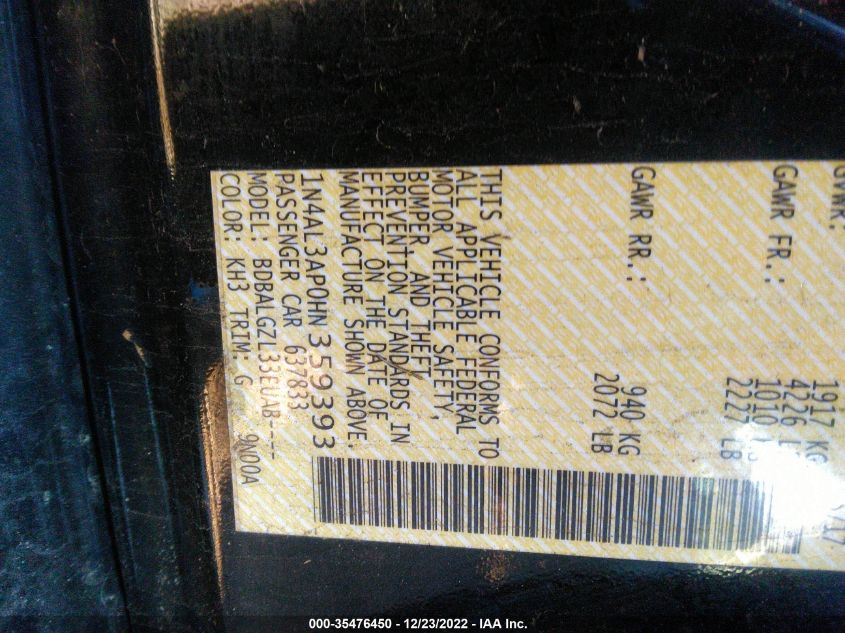 GVWR:
1917 KG
4226
GAWR FR.:
1010
2227 LB
GAWR RR.:
940 KG
2072 LB
THIS VEHICLE CONFORMS TO
ALL APPLICABLE FEDERAL
MOTOR VEHICLE SAFETY,
BUMPER AND THEFT
PREVENTION STANDARDS IN
EFFECT ON THE DATE OF
MANUFACTURE SHOWN ABOVE.
1N4AL3AP0HN359393
PASSENGER CAR 637833
MODEL: BDBALGZL33EUAB----
COLOR: KH3 TRIM: G 9N00A
000-35476450 - 12/23/2022 - IAA Inc.